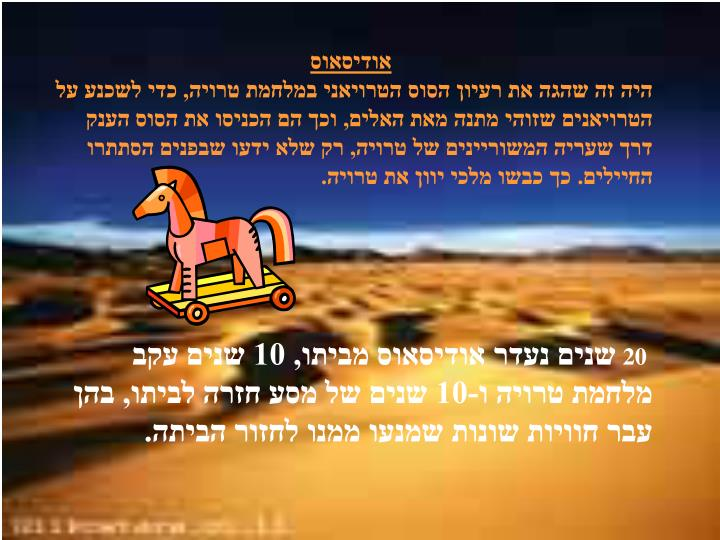 אודיסאוס
היה זה שהגה את רעיון הסוס הטרויאני במלחמת טרויה, כדי לשכנע על
הטרויאנים שזוהי מתנה מאת האלים, וכך הם הכניסו את הסוס הענק
דרך שעריה המשוריינים של טרויה, רק שלא ידעו שבפנים הסתתרו
החיילים. כך כבשו מלכי יוון את טרויה.
20 שנים נעדר אודיסאוס מביתו, 10 שנים עקב
מלחמת טרויה ו-10 שנים של מסע חזרה לביתו, בהן
עבר חוויות שונות שמנעו ממנו לחזור הביתה.